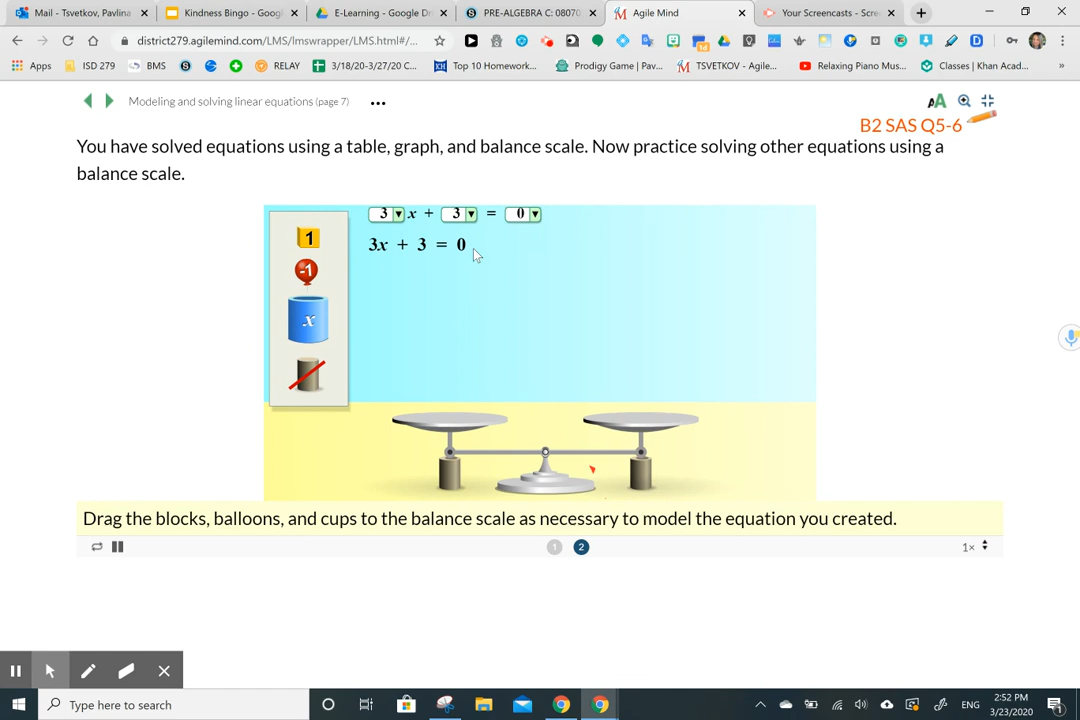 Mail - Tsvetkov, Pavlina
Kindness Bingo - Goog
E-Learning - Google Dr
PRE-ALGEBRA C: 0807
Agile Mind
Your Screencasts - Scre
district279.agilemind.com/LMS/lmswrapper/LMS.html#/...
Apps
ISD 279
BMS
RELAY
3/18/20-3/27/20 C...
Top 10 Homework...
Prodigy Game | Pav...
TSVETKOV - Agile...
Relaxing Piano Mus...
Classes | Khan Acad...
»
Modeling and solving linear equations (page 7)
•••
AA
B2 SAS Q5-6
You have solved equations using a table, graph, and balance scale. Now practice solving other equations using a
balance scale.
3 x + 3 = 0
3x + 3 = 0
1
-1
x
Drag the blocks, balloons, and cups to the balance scale as necessary to model the equation you created.
1
2
1×
Type here to search
ENG
2:52 PM
3/23/2020